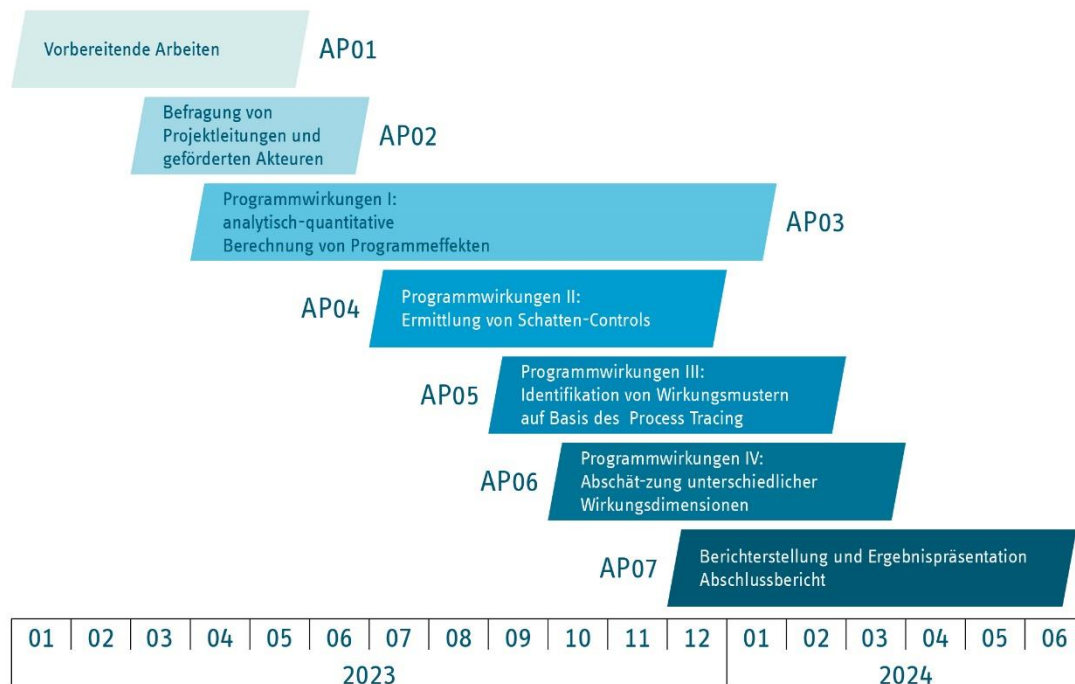 Vorbereitende Arbeiten
AP01
Befragung von
Projektleitungen und
geförderten Akteuren
AP02
Programmwirkungen I:
analytisch-quantitative
Berechnung von Programmeffekten
AP03
AP04
Programmwirkungen II:
Ermittlung von Schatten-Controls
AP05
Programmwirkungen III:
Identifikation von Wirkungsmustern
auf Basis des Process Tracing
AP06
Programmwirkungen IV:
Abschät-zung unterschiedlicher
Wirkungsdimensionen
AP07
Berichterstellung und Ergebnispräsentation
Abschlussbericht
01 02 03 04 05 06 07 08 09 10 11 12 01 02 03 04 05 06
2023 2024